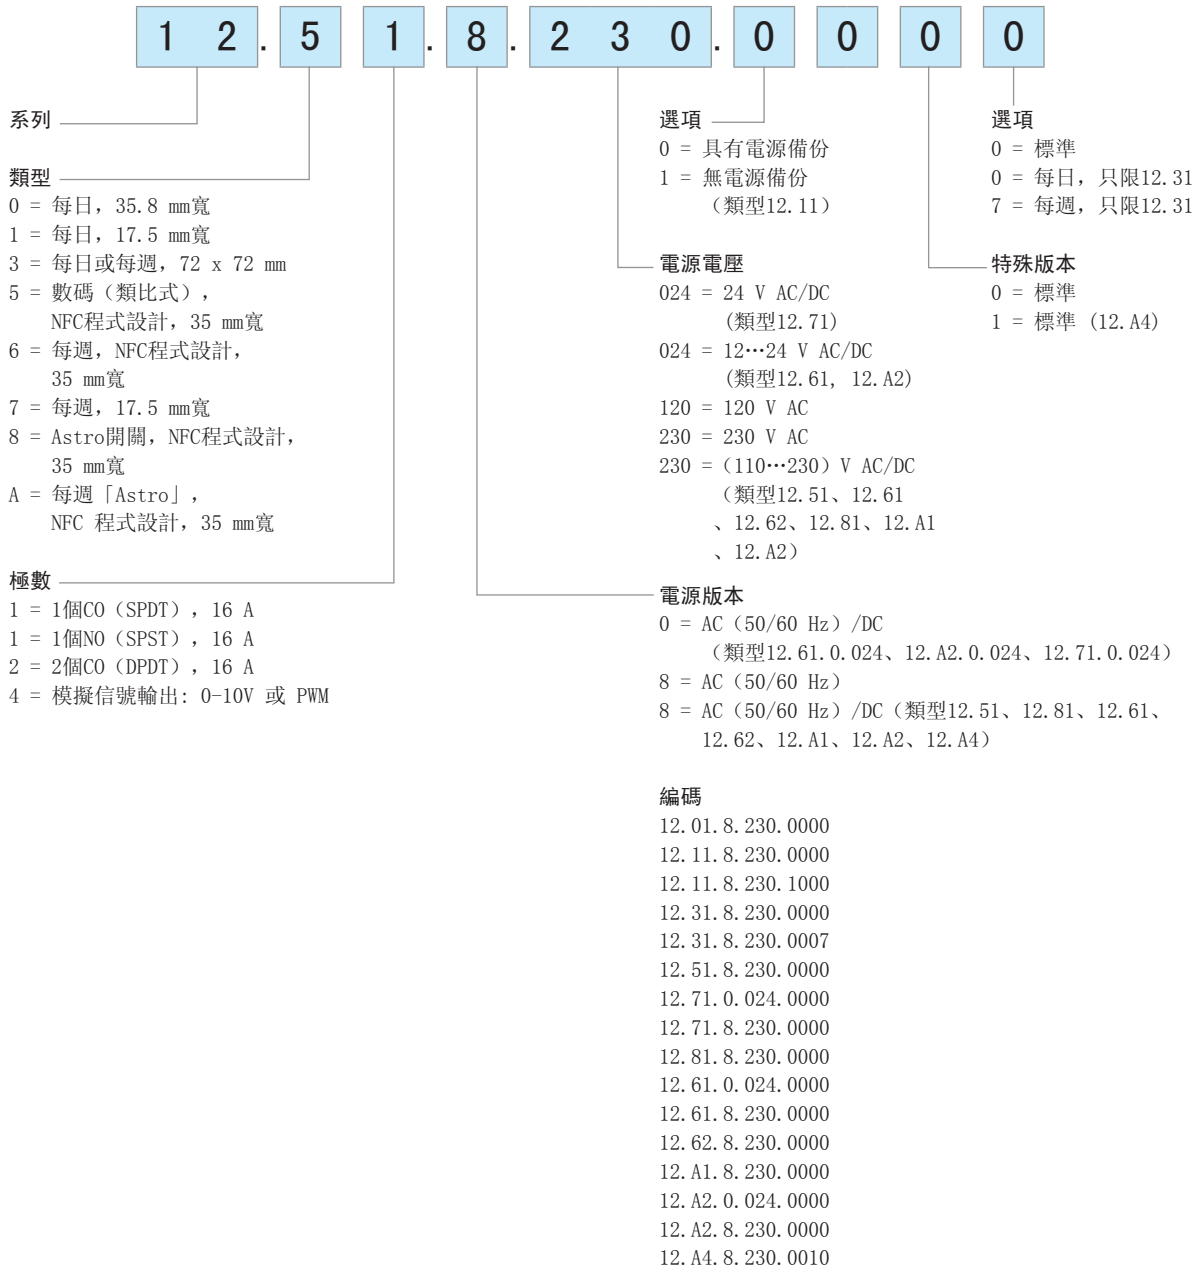 1 2.5 1.8.2 3 0.0 0 0 0
系列
類型
0 = 每日，35.8 mm寬
1 = 每日，17.5 mm寬
3 = 每日或每週，72 x 72 mm
5 = 數碼（類比式），
NFC程式設計，35 mm寬
6 = 每週，NFC程式設計，
35 mm寬
7 = 每週，17.5 mm寬
8 = Astro開關，NFC程式設計，
35 mm寬
A = 每週「Astro」，
NFC 程式設計，35 mm寬
極數
1 = 1個CO（SPDT），16 A
1 = 1個NO（SPST），16 A
2 = 2個CO（DPDT），16 A
4 = 模擬信號輸出: 0-10V 或 PWM
選項
0 = 具有電源備份
1 = 無電源備份
（類型12.11）
電源電壓
024 = 24 V AC/DC
(類型12.71)
024 = 12…24 V AC/DC
(類型12.61, 12.A2)
120 = 120 V AC
230 = 230 V AC
230 =（110…230）V AC/DC
（類型12.51、12.61
、12.62、12.81、12.A1
、12.A2）
電源版本
0 = AC（50/60 Hz）/DC
（類型12.61.0.024、12.A2.0.024、12.71.0.024）
8 = AC（50/60 Hz）
8 = AC（50/60 Hz）/DC（類型12.51、12.81、12.61、
12.62、12.A1、12.A2、12.A4）
編碼
12.01.8.230.0000
12.11.8.230.0000
12.11.8.230.1000
12.31.8.230.0000
12.31.8.230.0007
12.51.8.230.0000
12.71.0.024.0000
12.71.8.230.0000
12.81.8.230.0000
12.61.0.024.0000
12.61.8.230.0000
12.62.8.230.0000
12.A1.8.230.0000
12.A2.0.024.0000
12.A2.8.230.0000
12.A4.8.230.0010
選項
0 = 標準
0 = 每日，只限12.31
7 = 每週，只限12.31
特殊版本
0 = 標準
1 = 標準 (12.A4)